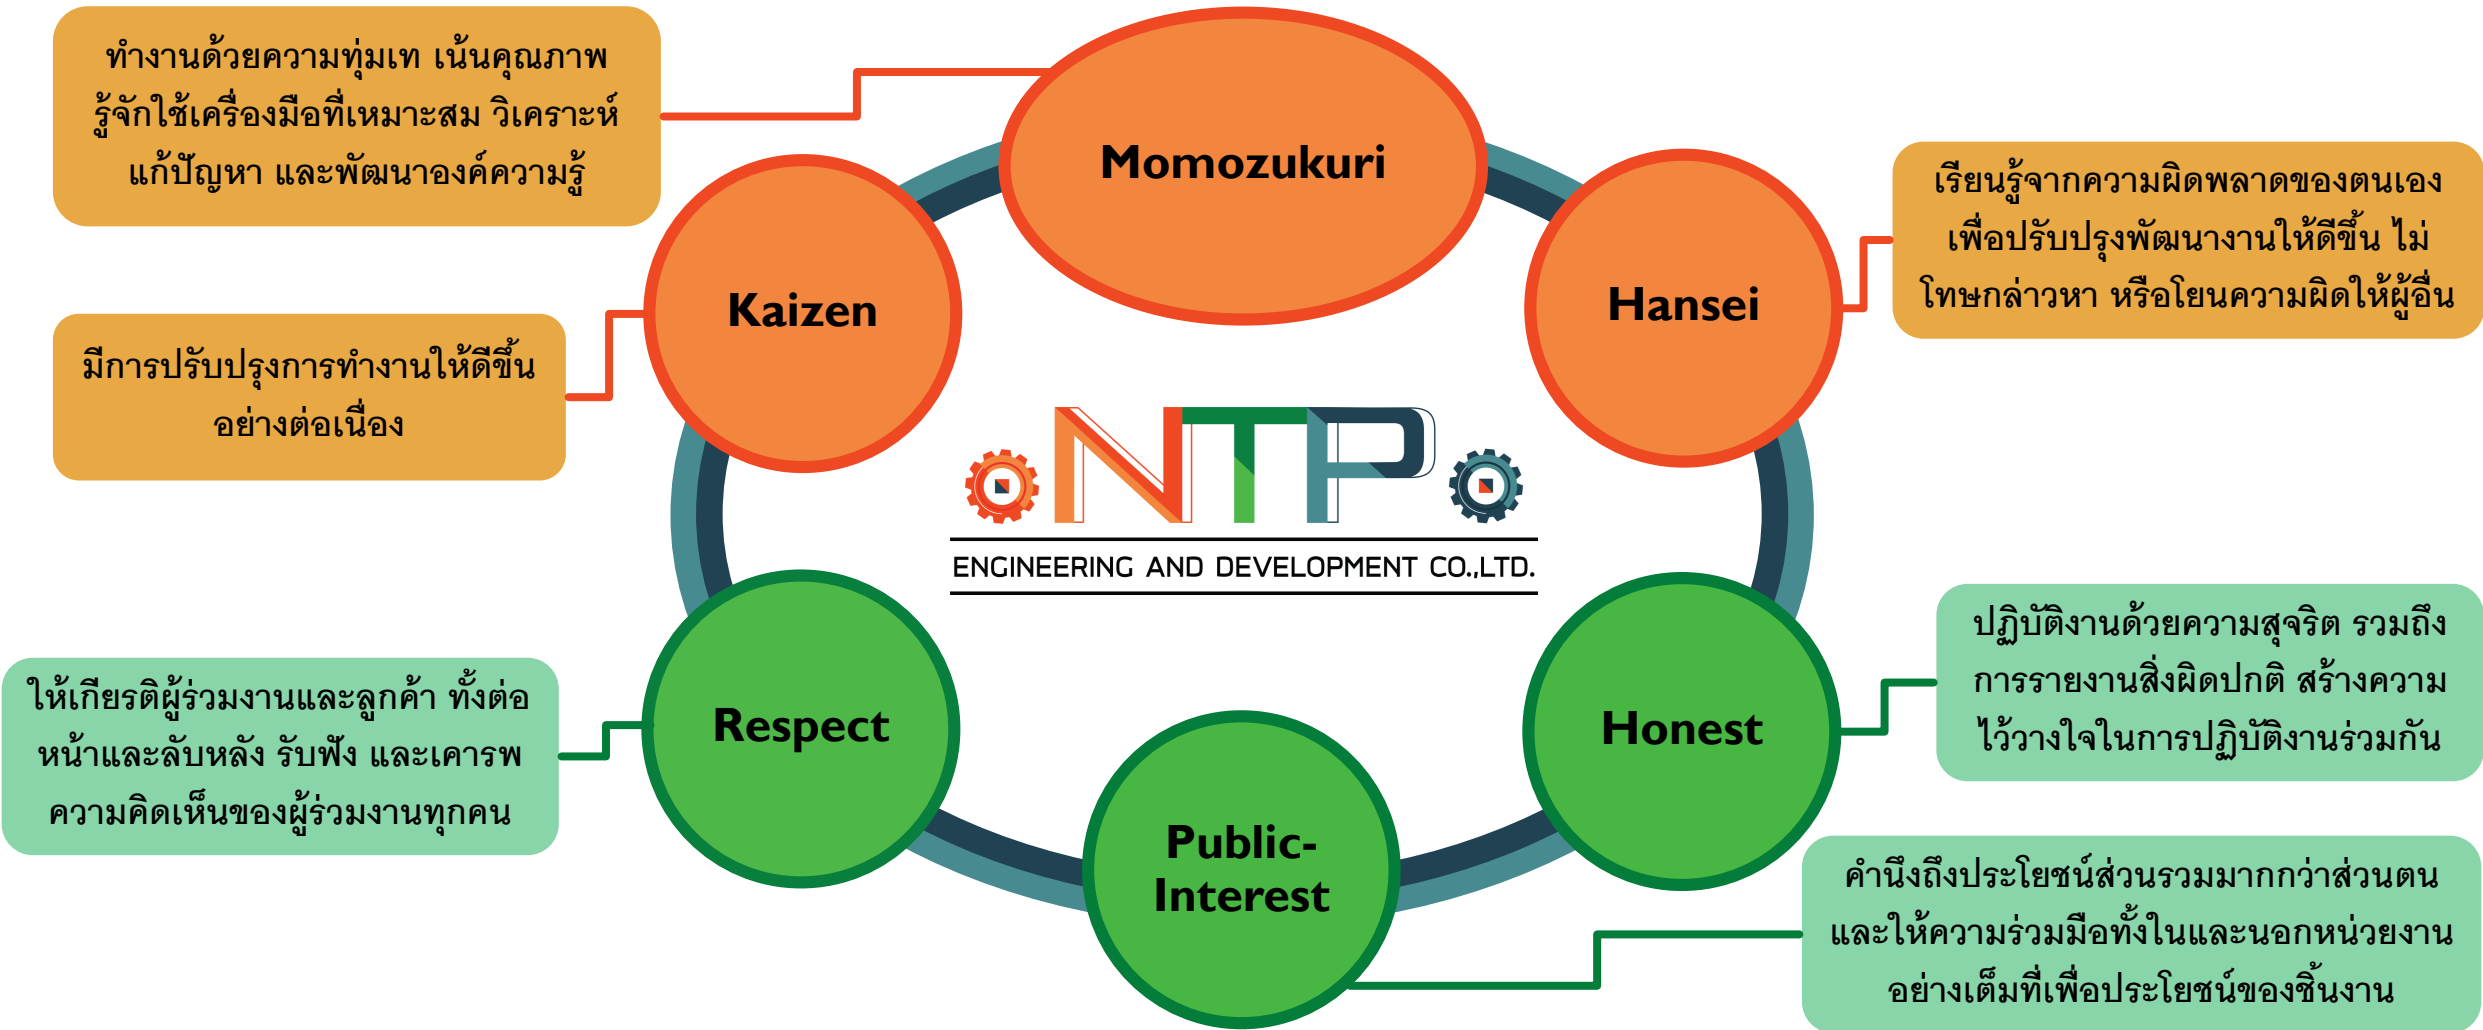 ทำงานด้วยความทุ่มเท เน้นคุณภาพ
รู้จักใช้เครื่องมือที่เหมาะสม วิเคราะห์
แก้ปัญหา และพัฒนาองค์ความรู้
Momozukuri
Kaizen
Hansei
เรียนรู้จากความผิดพลาดของตนเอง
เพื่อปรับปรุงพัฒนางานให้ดีขึ้น ไม่
โทษกล่าวหา หรือโยนความผิดให้ผู้อื่น
มีการปรับปรุงการทำงานให้ดีขึ้น
อย่างต่อเนื่อง
NTP
ENGINEERING AND DEVELOPMENT CO.,LTD.
ให้เกียรติผู้ร่วมงานและลูกค้า ทั้งต่อ
หน้าและลับหลัง รับฟัง และเคารพ
ความคิดเห็นของผู้ร่วมงานทุกคน
Respect
Honest
ปฏิบัติงานด้วยความสุจริต รวมถึง
การรายงานสิ่งผิดปกติ สร้างความ
ไว้วางใจในการปฏิบัติงานร่วมกัน
Public-
Interest
คำนึงถึงประโยชน์ส่วนรวมมากกว่าส่วนตน
และให้ความร่วมมือทั้งในและนอกหน่วยงาน
อย่างเต็มที่เพื่อประโยชน์ของชิ้นงาน